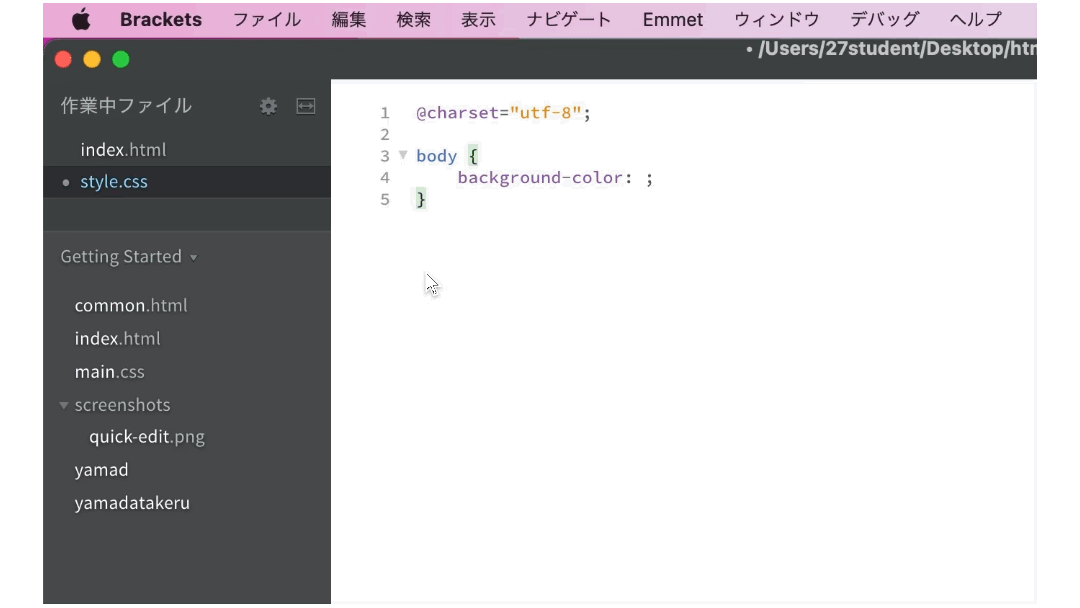 Brackets ファイル 編集 検索 表示 ナビゲート Emmet ウィンドウ デバッグ ヘルプ
• /Users/27student/Desktop/htm
作業中ファイル
index.html
• style.css
Getting Started
common.html
index.html
main.css
screenshots
quick-edit.png
yamad
yamadatakeru
1 @charset="utf-8";
2
3 body {
4 background-color: ;
5 }